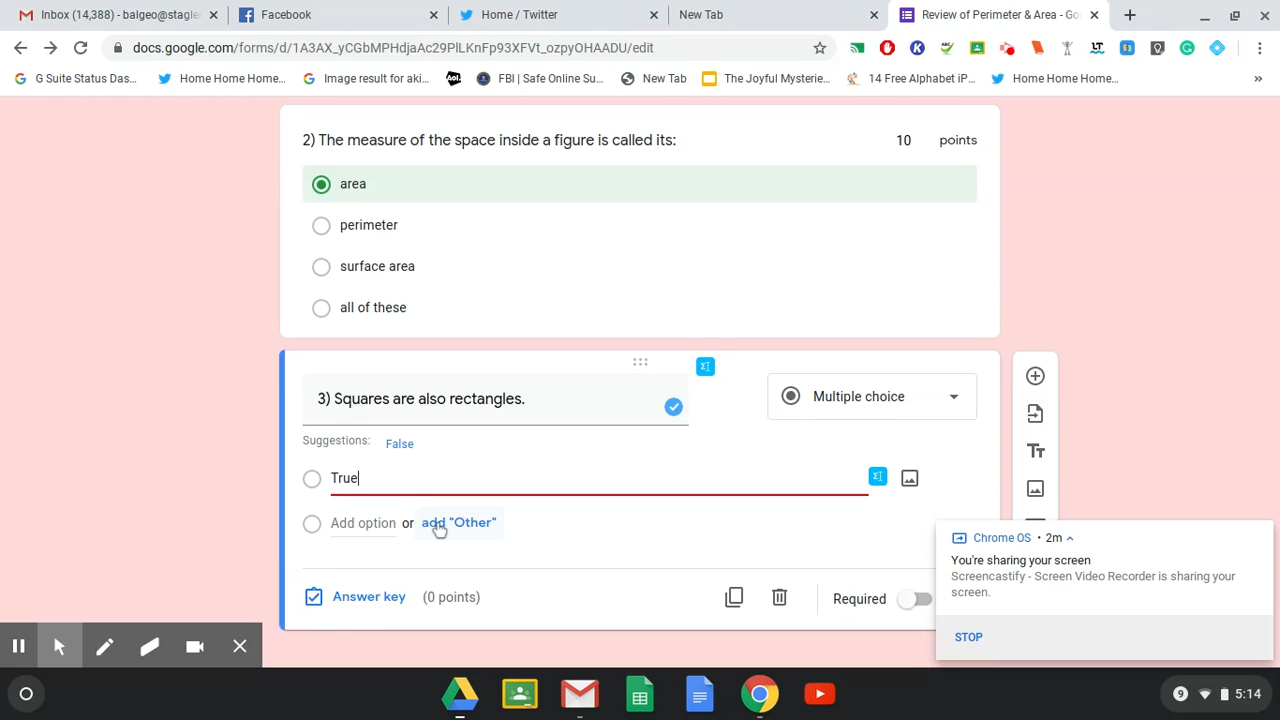 Inbox (14,388) - balgeo@stagler
Facebook
Home / Twitter
New Tab
Review of Perimeter & Area - Goo
docs.google.com/forms/d/1A3AX_yCGbMPHdjaAc29PlLKnFp93XFVt_ozpyOHAADU/edit
G Suite Status Das...
Home Home Home...
Image result for aki...
Aol.
FBI | Safe Online Su...
New Tab
The Joyful Mysterie...
14 Free Alphabet iP...
Home Home Home...
»
2) The measure of the space inside a figure is called its:
10 points
area
perimeter
surface area
all of these
3) Squares are also rectangles.
Multiple choice
Suggestions: False
True
Add option or add "Other"
Answer key (0 points)
Required
Chrome OS • 2m
You're sharing your screen
Screencastify - Screen Video Recorder is sharing your
screen.
STOP
9 5:14